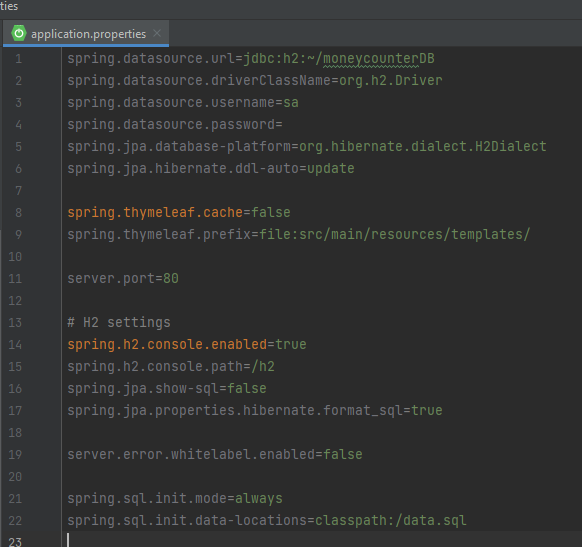 ties
application.properties
1 spring.datasource.url=jdbc:h2:~/moneycounterDB
2 spring.datasource.driverClassName=org.h2.Driver
3 spring.datasource.username=sa
4 spring.datasource.password=
5 spring.jpa.database-platform=org.hibernate.dialect.H2Dialect
6 spring.jpa.hibernate.ddl-auto=update
7
8 spring.thymeleaf.cache=false
9 spring.thymeleaf.prefix=file:src/main/resources/templates/
10
11 server.port=80
12
13 # H2 settings
14 spring.h2.console.enabled=true
15 spring.h2.console.path=/h2
16 spring.jpa.show-sql=false
17 spring.jpa.properties.hibernate.format_sql=true
18
19 server.error.whitelabel.enabled=false
20
21 spring.sql.init.mode=always
22 spring.sql.init.data-locations=classpath:/data.sql
23